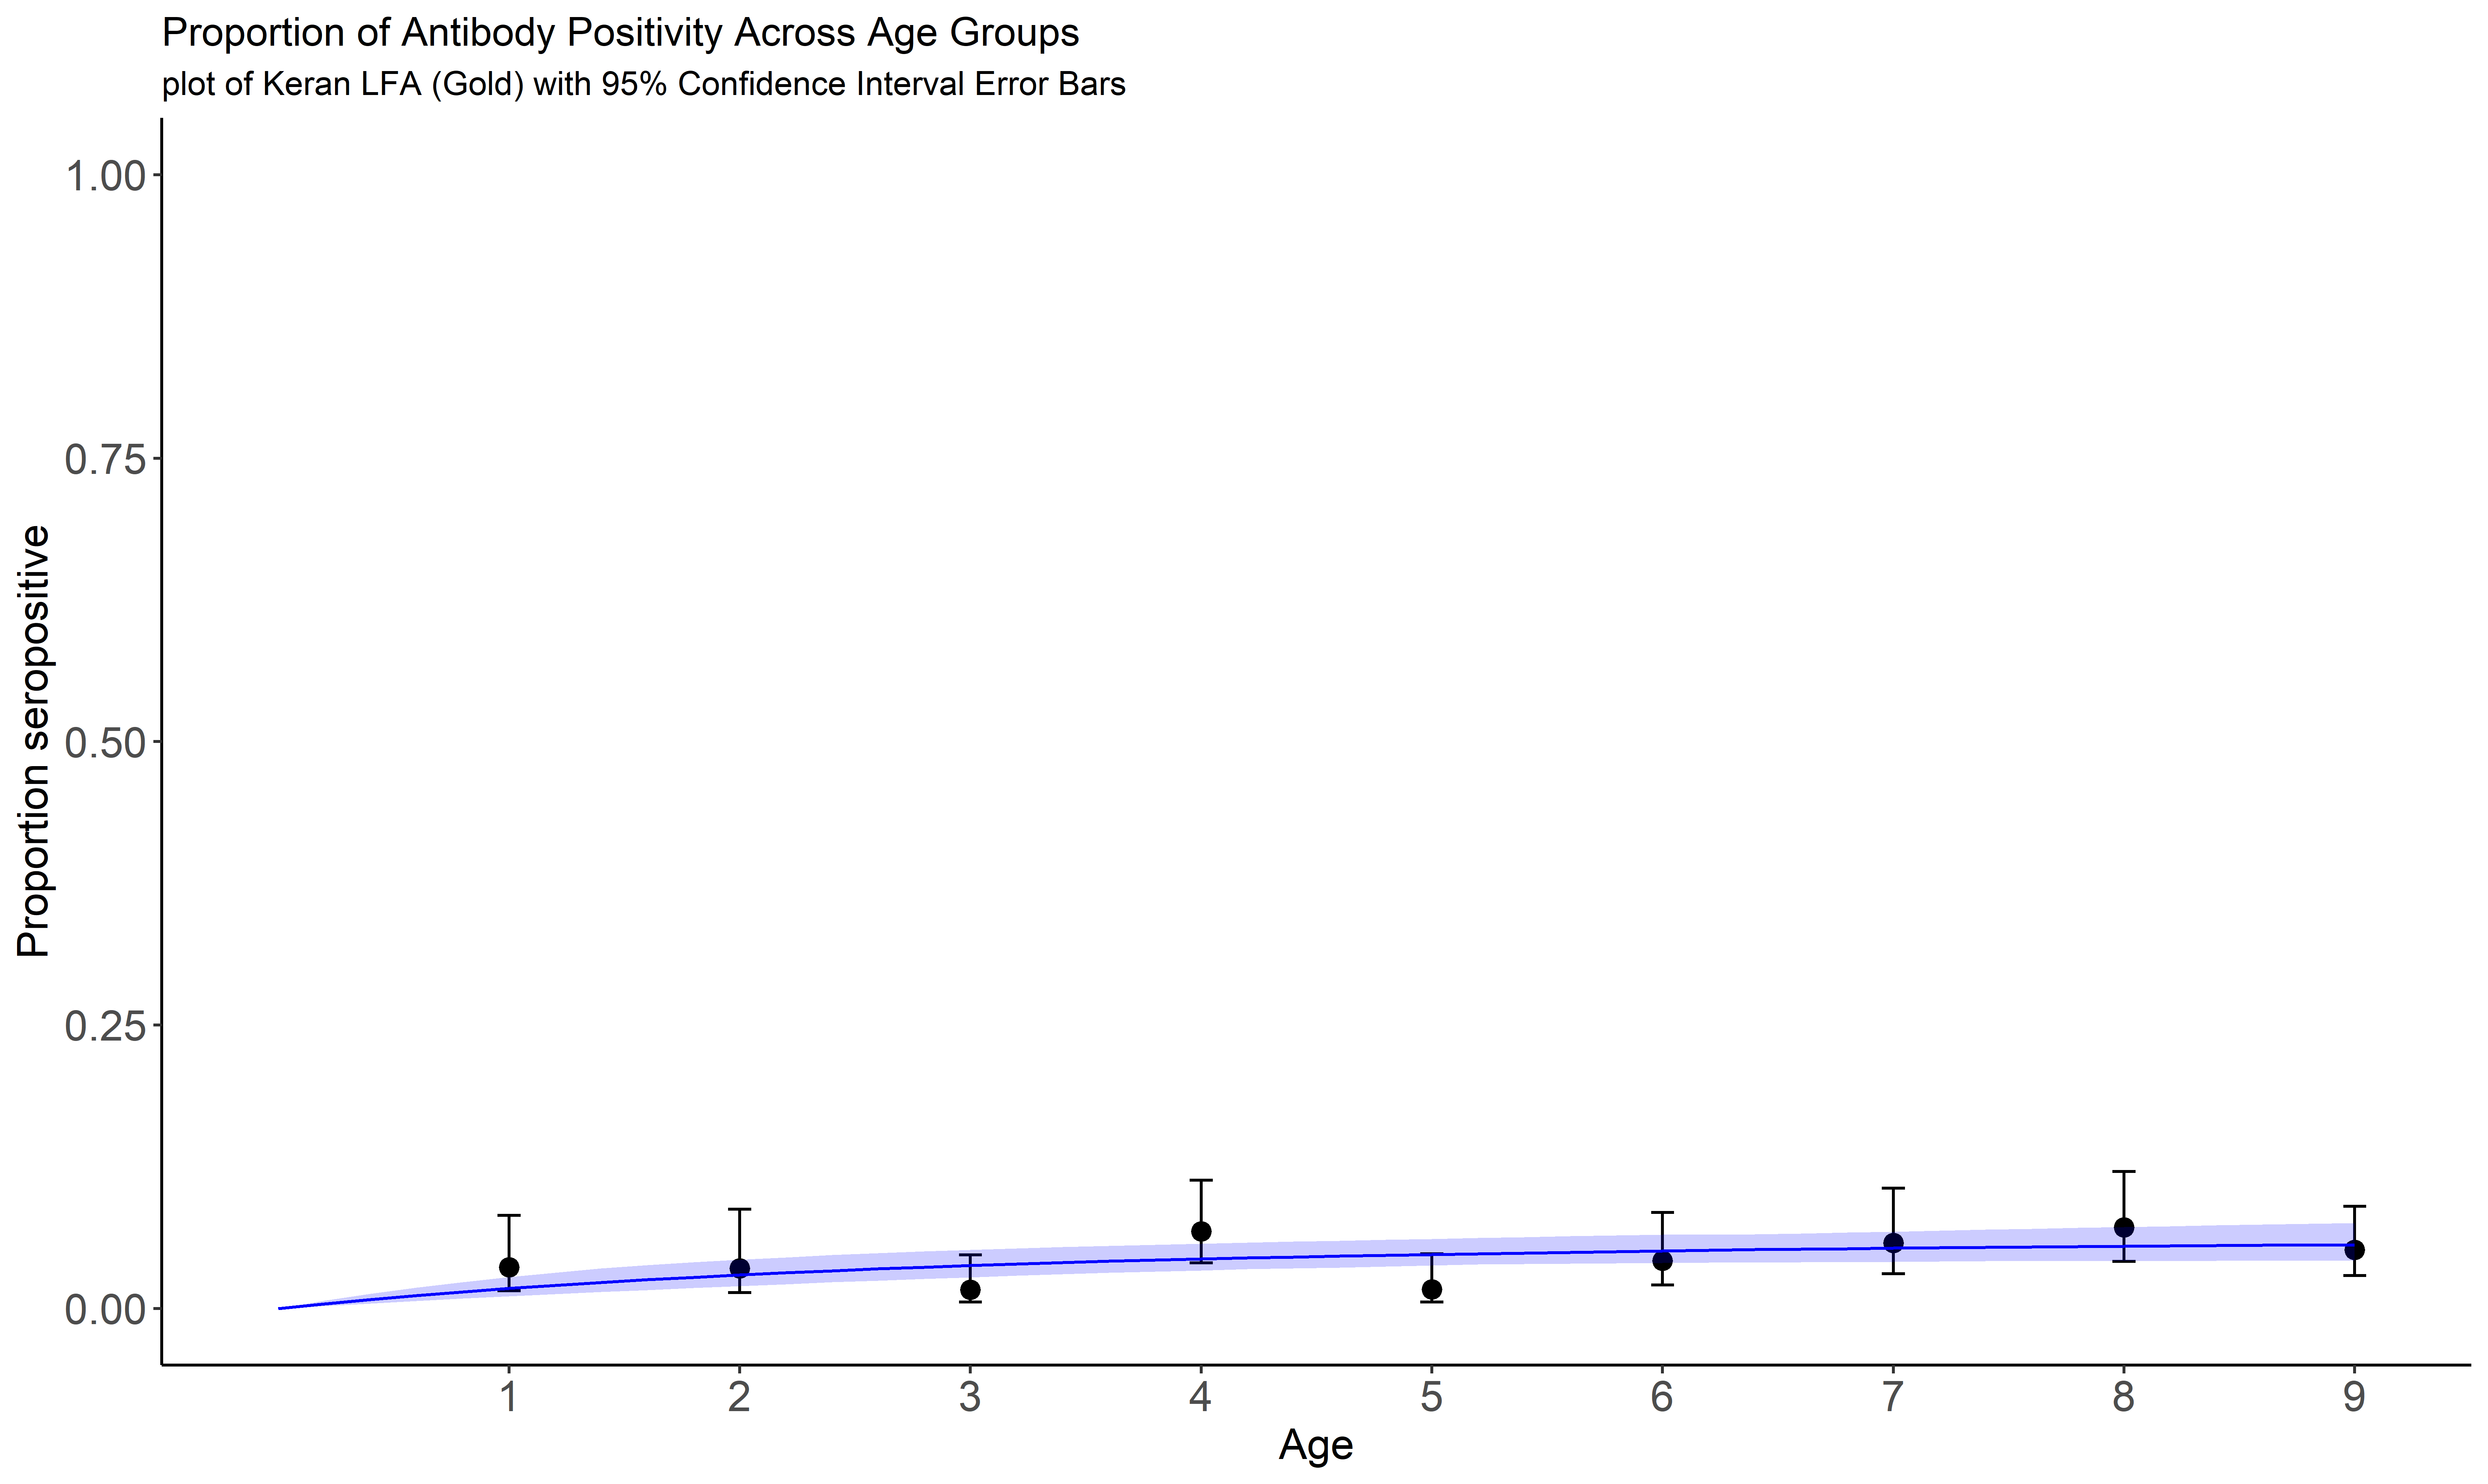 Proportion of Antibody Positivity Across Age Groups
plot of Keran LFA (Gold) with 95% Confidence Interval Error Bars
Proportion seropositive
1.00
0.75
0.50
0.25
0.00
1 2 3 4 5 6 7 8 9
Age